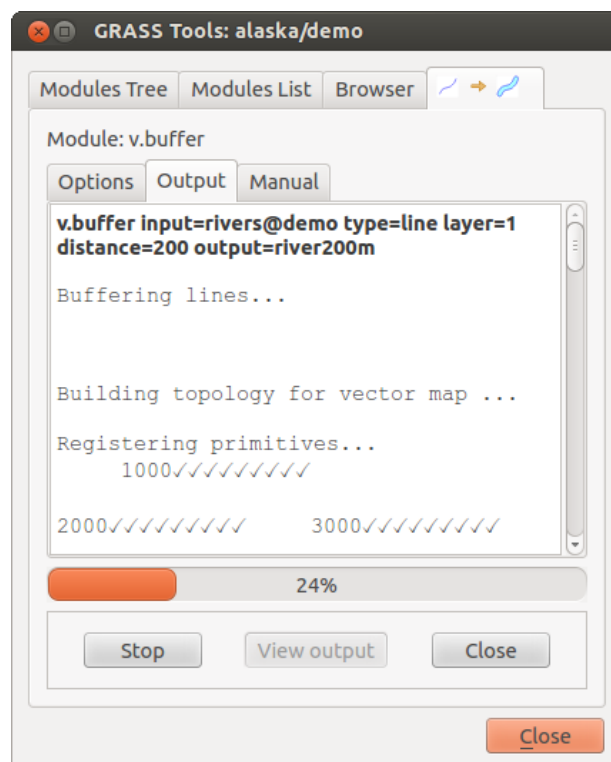 GRASS Tools: alaska/demo
Modules Tree Modules List Browser
Module: v.buffer
Options Output Manual
v.buffer input=rivers@demo type=line layer=1
distance=200 output=river200m
Buffering lines...
Building topology for vector map ...
Registering primitives...
1000✓✓✓✓✓✓✓✓✓
2000✓✓✓✓✓✓✓✓✓ 3000✓✓✓✓✓✓✓✓✓
24%
Stop View output Close
Close